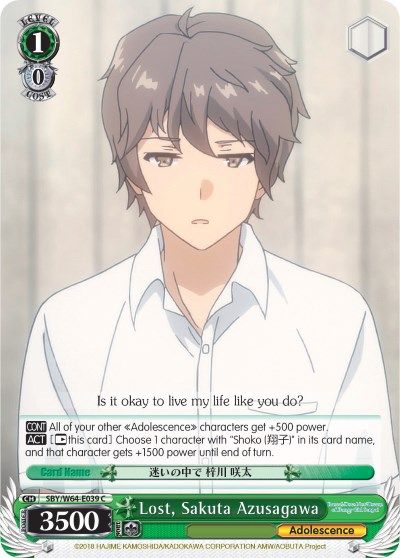 LEVEL
1
0
COST
Is it okay to live my life like you do?
CONT All of your other «Adolescence» characters get +500 power.
ACT [this card] Choose 1 character with "Shoko (翔子)" in its card name,
and that character gets +1500 power until end of turn.
Card Name 迷いの中で 梓川 咲太
CH SBY/W64-E039 C
Lost, Sakuta Azusagawa
POWER 3500
Adolescence
©2018 HAJIME KAMOSHIDA/KADOKAWA CORPORATION AMW/AOBUTA Project